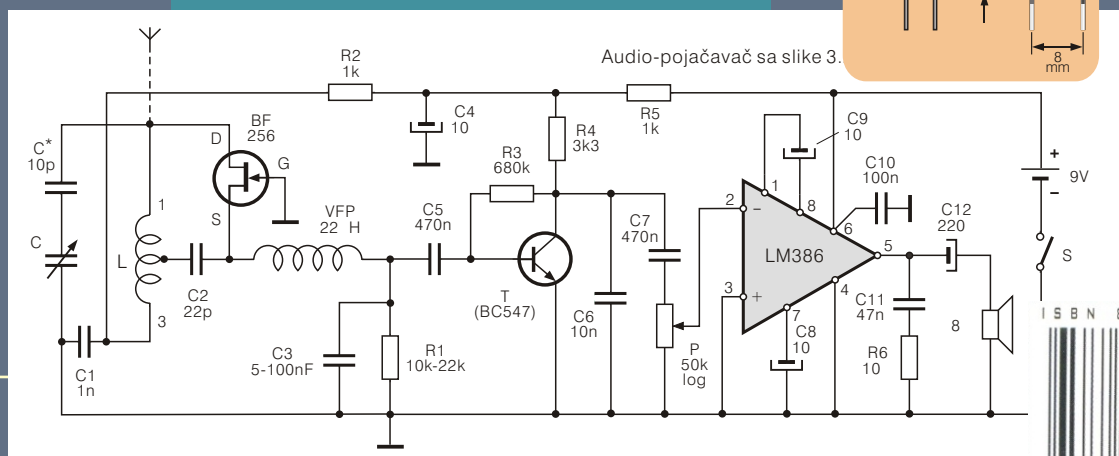 Audio-pojačavač sa slike 3.
8
mm
R2
1k
C4
10
R5
1k
C9
10
C*
10p
BF
256
D
G
S
R4
3k3
R3
680k
C10
100n
+
9V
–
1
VFP
22 H
C5
470n
C7
470n
2
–
1
8
6
C12
220
C
L
LM386
5
S
C2
22p
T
(BC547)
3
+
4
3
C6
10n
7
C11
47n
ISBN
C1
1n
C3
5-100nF
R1
10k-22k
P
50k
log
C8
10
R6
10
8